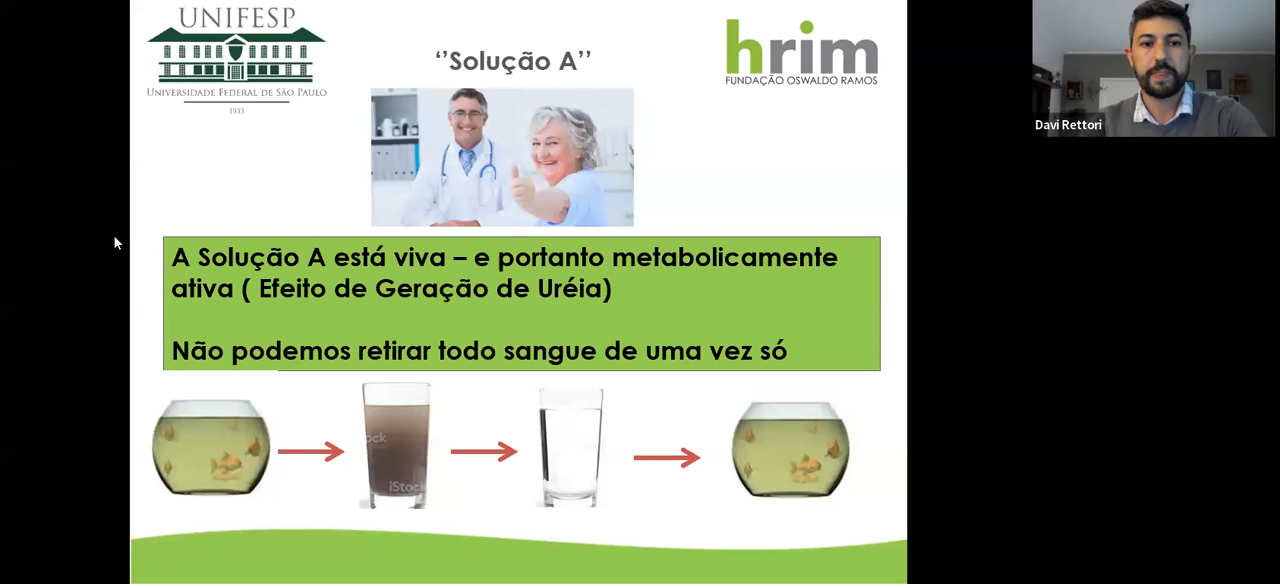 UNIFESP
UNIVERSIDADE FEDERAL DE SÃO PAULO
1933
‘’Solução A’’
hrim
FUNDAÇÃO OSWALDO RAMOS
Davi Rettori
A Solução A está viva – e portanto metabolicamente
ativa ( Efeito de Geração de Uréia)
Não podemos retirar todo sangue de uma vez só
iStock